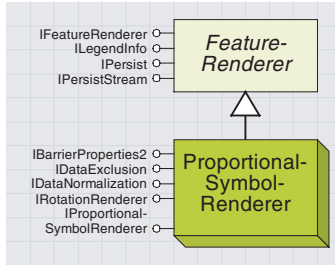 IFeatureRenderer
ILegendInfo
IPersist
IPersistStream
Feature-
Renderer
IBarrierProperties2
IDataExclusion
IDataNormalization
IRotationRenderer
IProportional-
SymbolRenderer
Proportional-
Symbol-
Renderer